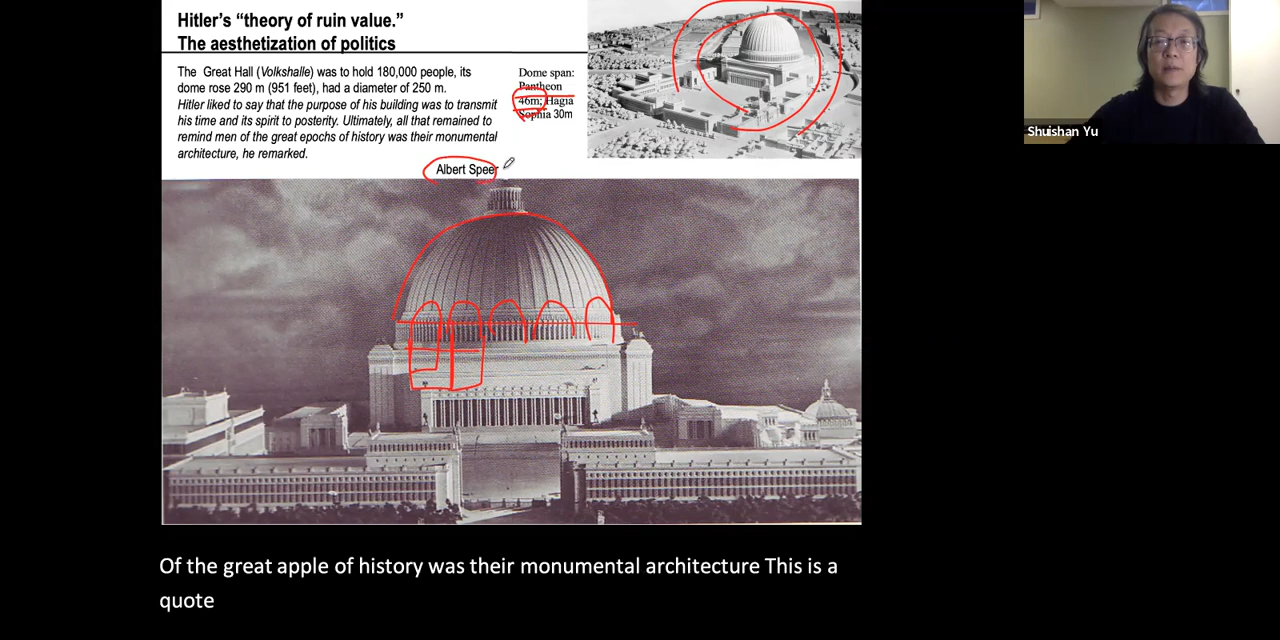 Hitler’s “theory of ruin value.”
The aesthetization of politics
The Great Hall (Volkshalle) was to hold 180,000 people, its
dome rose 290 m (951 feet), had a diameter of 250 m.
Hitler liked to say that the purpose of his building was to transmit
his time and its spirit to posterity. Ultimately, all that remained to
remind men of the great epochs of history was their monumental
architecture, he remarked.
Albert Speer
Dome span:
Pantheon
46m; Hagia
Sophia 30m
Shuishan Yu
Of the great apple of history was their monumental architecture This is a
quote